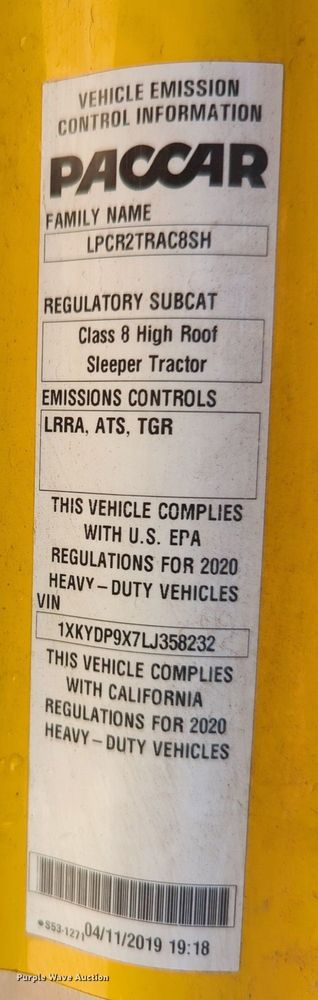 VEHICLE EMISSION
CONTROL INFORMATION
PACCAR
FAMILY NAME
LPCR2TRAC8SH
REGULATORY SUBCAT
Class 8 High Roof
Sleeper Tractor
EMISSIONS CONTROLS
LRRA, ATS, TGR
THIS VEHICLE COMPLIES
WITH U.S. EPA
REGULATIONS FOR 2020
HEAVY-DUTY VEHICLES
VIN
1XKYDP9X7LJ358232
THIS VEHICLE COMPLIES
WITH CALIFORNIA
REGULATIONS FOR 2020
HEAVY-DUTY VEHICLES
S53-1271 04/11/2019 19:18
Purple Wave Auction